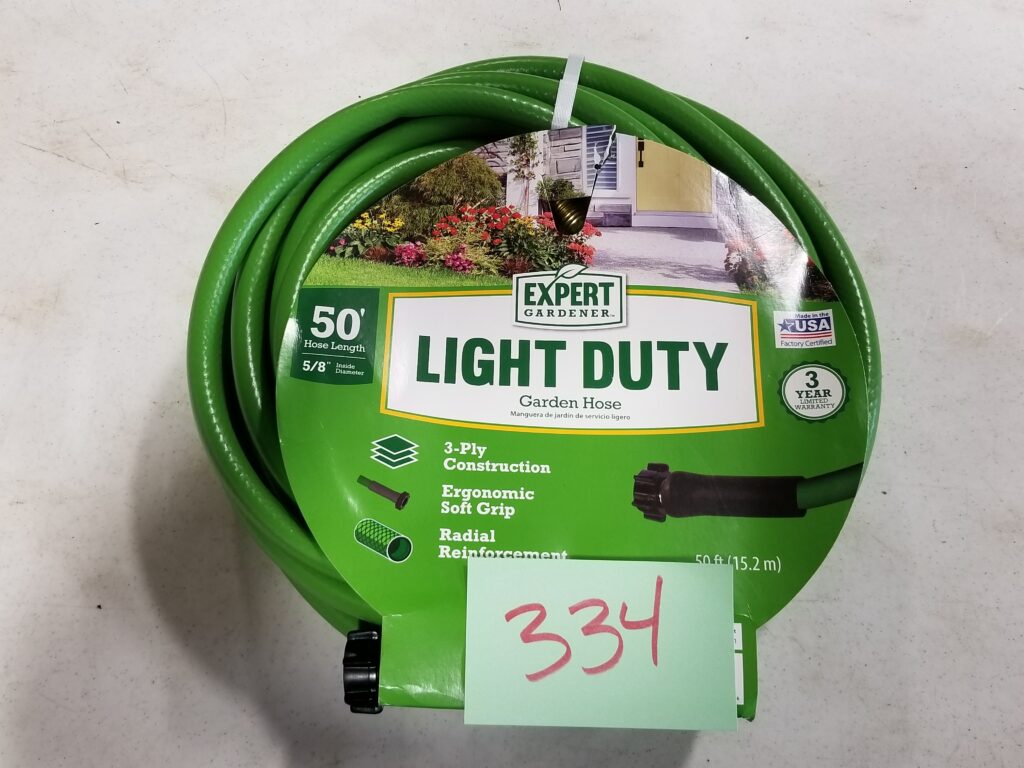 EXPERT
GARDENER™
50'
Hose Length
5/8" Inside Diameter
LIGHT DUTY
Garden Hose
Manguera de jardín de servicio ligero
Made in the
USA
Factory Certified
3
YEAR
LIMITED
WARRANTY
3-Ply
Construction
Ergonomic
Soft Grip
Radial
Reinforcement
50 ft (15.2 m)
334